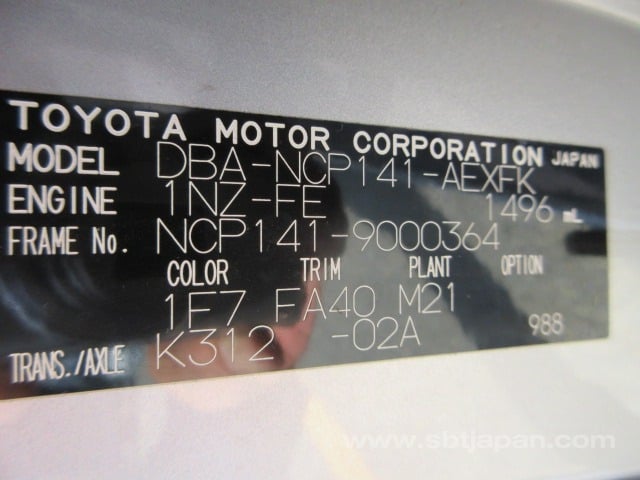 TOYOTA MOTOR CORPORATION JAPAN
MODEL DBA-NCP141-AEXFK
ENGINE 1NZ-FE 1496 mL
FRAME No. NCP141-9000364
COLOR TRIM PLANT OPTION
1E7 FA40 M21
TRANS./AXLE K312 -02A 988
www.sbtjapan.com